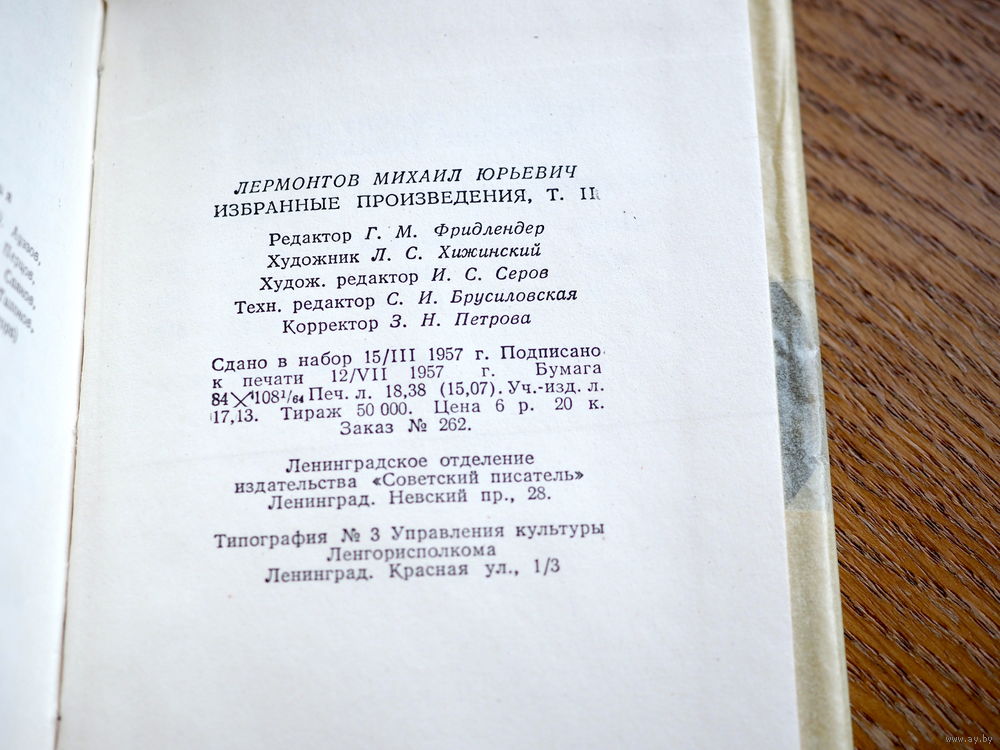 ЛЕРМОНТОВ МИХАИЛ ЮРЬЕВИЧ
ИЗБРАННЫЕ ПРОИЗВЕДЕНИЯ, Т. II
Редактор Г. М. Фридлендер
Художник Л. С. Хижинский
Худож. редактор И. С. Серов
Техн. редактор С. И. Брусиловская
Корректор З. Н. Петрова
Сдано в набор 15/III 1957 г. Подписано
к печати 12/VII 1957 г. Бумага
84×108¹/₆₄ Печ. л. 18,38 (15,07). Уч.-изд. л.
17,13. Тираж 50 000. Цена 6 р. 20 к.
Заказ № 262.
Ленинградское отделение
издательства «Советский писатель»
Ленинград. Невский пр., 28.
Типография № 3 Управления культуры
Ленгорисполкома
Ленинград. Красная ул., 1/3
www.ay.by